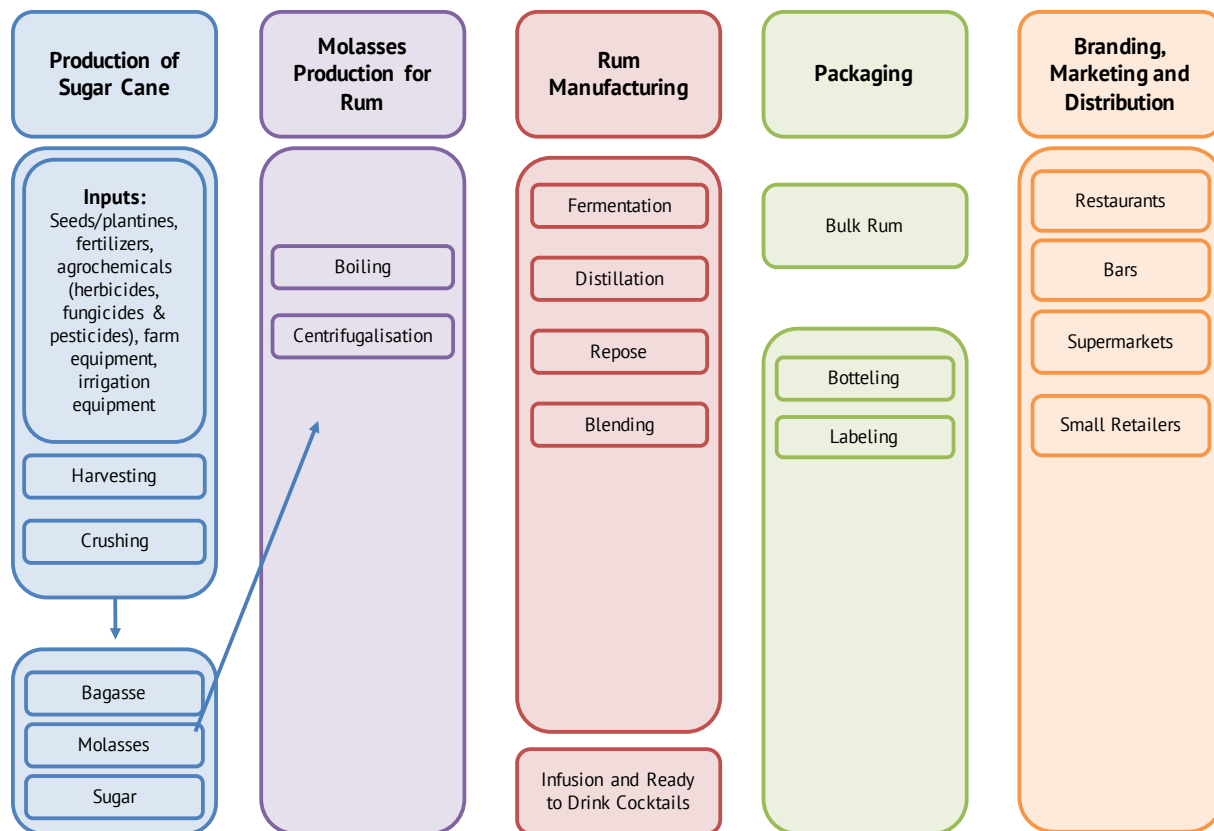 Production of
Sugar Cane
Inputs:
Seeds/plantines,
fertilizers,
agrochemicals
(herbicides,
fungicides &
pesticides), farm
equipment,
irrigation
equipment
Harvesting
Crushing
Bagasse
Molasses
Sugar
Molasses
Production for
Rum
Boiling
Centrifugalisation
Rum
Manufacturing
Fermentation
Distillation
Repose
Blending
Infusion and Ready
to Drink Cocktails
Packaging
Bulk Rum
Botteling
Labeling
Branding,
Marketing and
Distribution
Restaurants
Bars
Supermarkets
Small Retailers